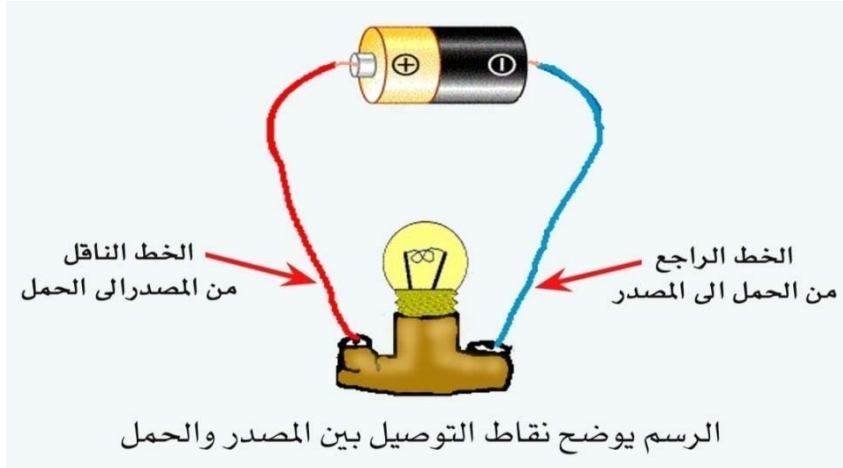 + −
الخط الراجع
من الحمل الى المصدر
الخط الناقل
من المصدرالى الحمل
الرسم يوضح نقاط التوصيل بين المصدر والحمل